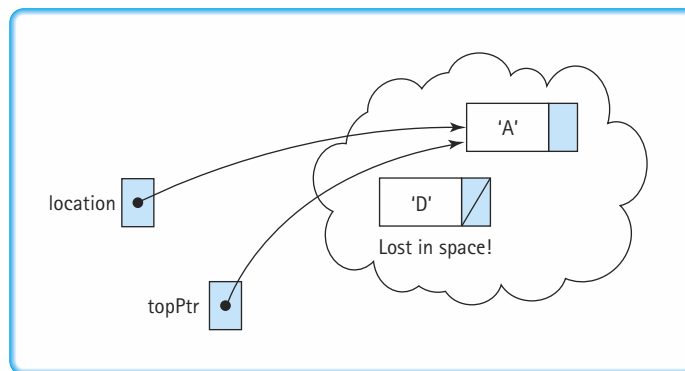 ‘A’
location
‘D’
Lost in space!
topPtr